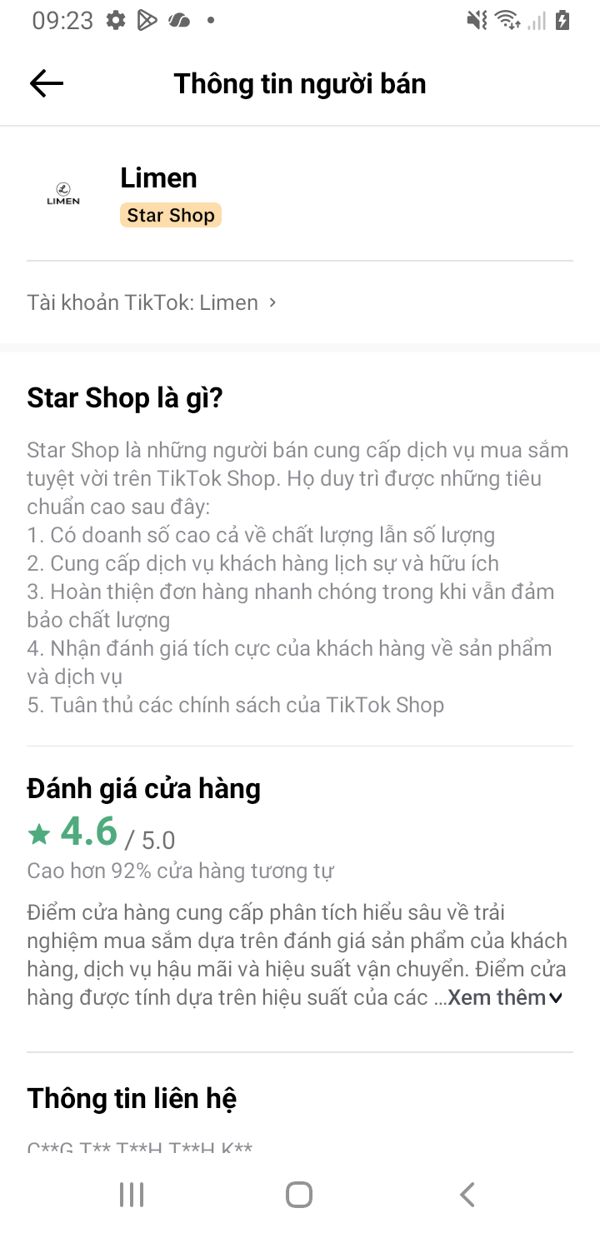 09:23
Thông tin người bán
LIMEN
Limen
Star Shop
Tài khoản TikTok: Limen >
Star Shop là gì?
Star Shop là những người bán cung cấp dịch vụ mua sắm
tuyệt vời trên TikTok Shop. Họ duy trì được những tiêu
chuẩn cao sau đây:
1. Có doanh số cao cả về chất lượng lẫn số lượng
2. Cung cấp dịch vụ khách hàng lịch sự và hữu ích
3. Hoàn thiện đơn hàng nhanh chóng trong khi vẫn đảm
bảo chất lượng
4. Nhận đánh giá tích cực của khách hàng về sản phẩm
và dịch vụ
5. Tuân thủ các chính sách của TikTok Shop
Đánh giá cửa hàng
4.6 / 5.0
Cao hơn 92% cửa hàng tương tự
Điểm cửa hàng cung cấp phân tích hiểu sâu về trải
nghiệm mua sắm dựa trên đánh giá sản phẩm của khách
hàng, dịch vụ hậu mãi và hiệu suất vận chuyển. Điểm cửa
hàng được tính dựa trên hiệu suất của các ...Xem thêm
Thông tin liên hệ
C**G T** T**H T**H K**